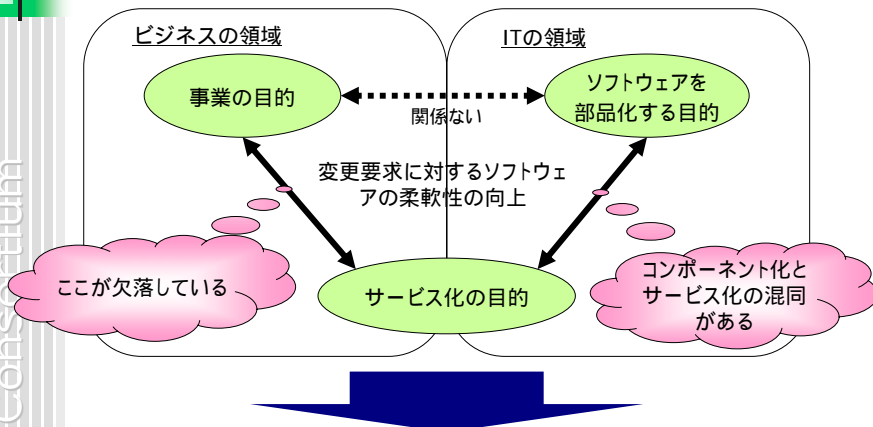 ビジネスの領域
ITの領域
事業の目的
ソフトウェアを
部品化する目的
関係ない
変更要求に対するソフトウェ
アの柔軟性の向上
ここが欠落している
サービス化の目的
コンポーネント化と
サービス化の混同
がある
Consortium